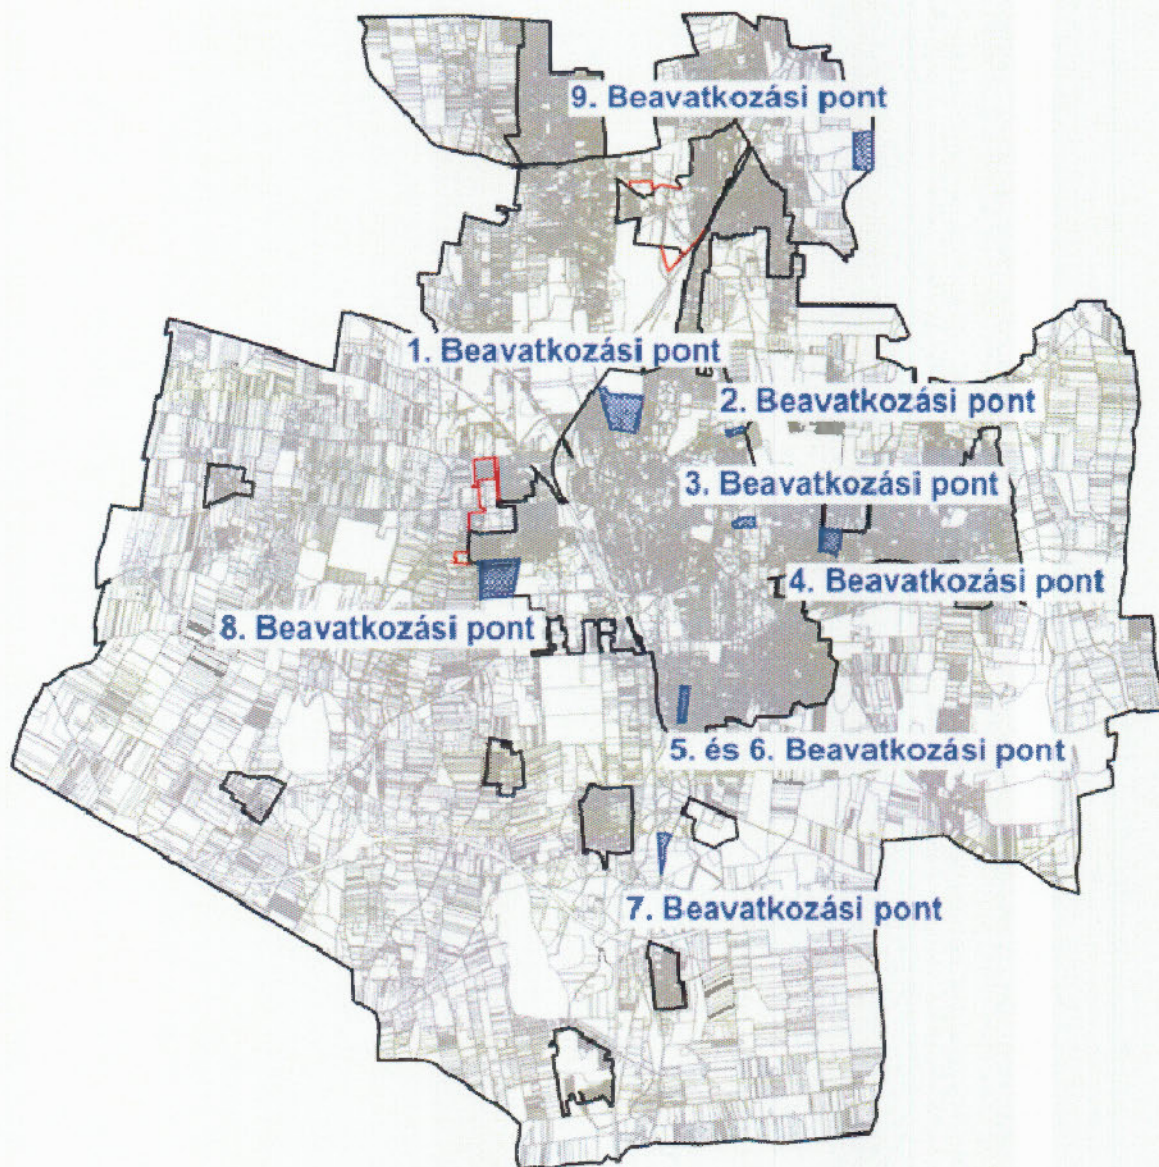 9. Beavatkozási pont
1. Beavatkozási pont
2. Beavatkozási pont
3. Beavatkozási pont
4. Beavatkozási pont
8. Beavatkozási pont
5. és 6. Beavatkozási pont
7. Beavatkozási pont